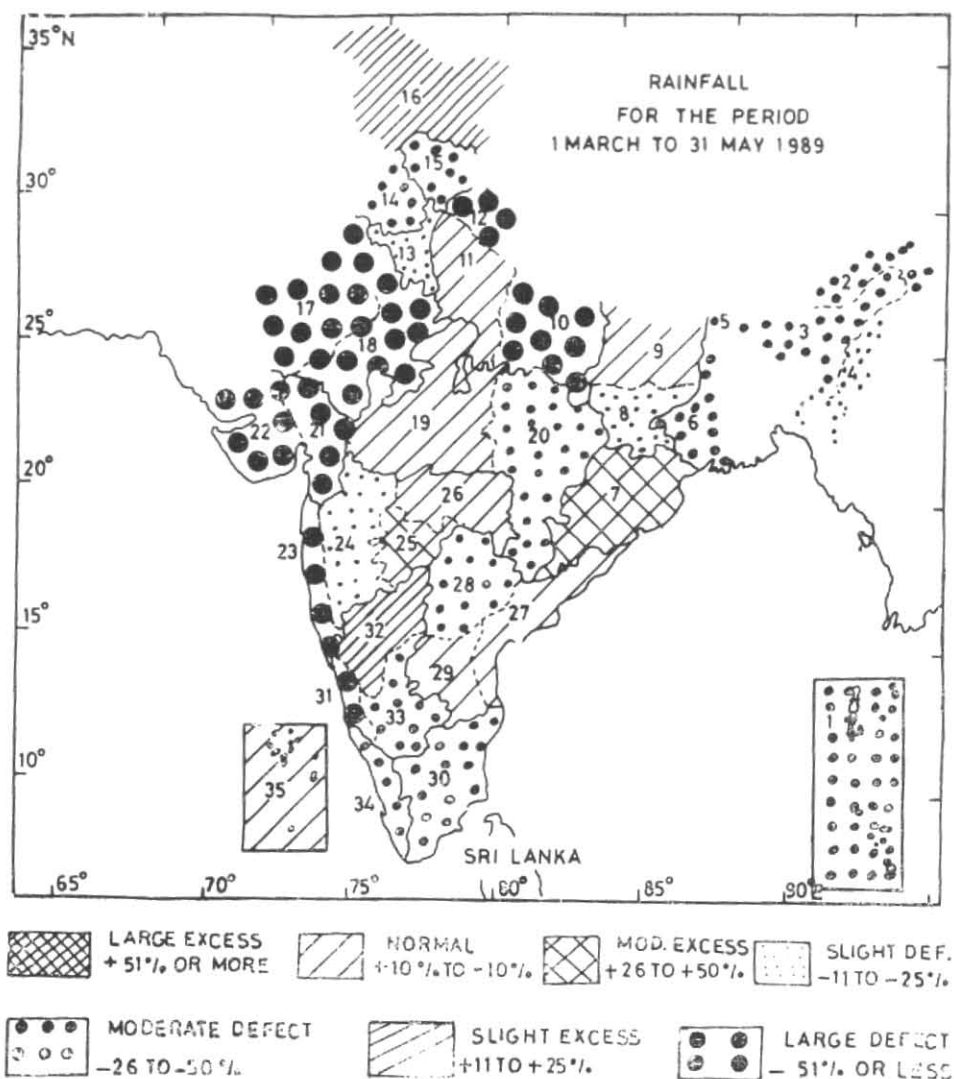 35°N
RAINFALL
FOR THE PERIOD
1 MARCH TO 31 MAY 1989
16
15
30°
14
12
13
11
2
17
10
5
3
25°
18
9
4
19
8
6
22
21
20
20°
7
26
23
24
25
28
27
15°
32
29
31
33
1
10°
35
30
34
SRI LANKA
65°
70°
75°
80°
85°
90°E
LARGE EXCESS
+51% OR MORE
NORMAL
+10% TO -10%
MOD. EXCESS
+26 TO +50%
SLIGHT DEF.
-11 TO -25%
MODERATE DEFECT
-26 TO -50%
SLIGHT EXCESS
+11 TO +25%
LARGE DEFECT
- 51% OR LESS